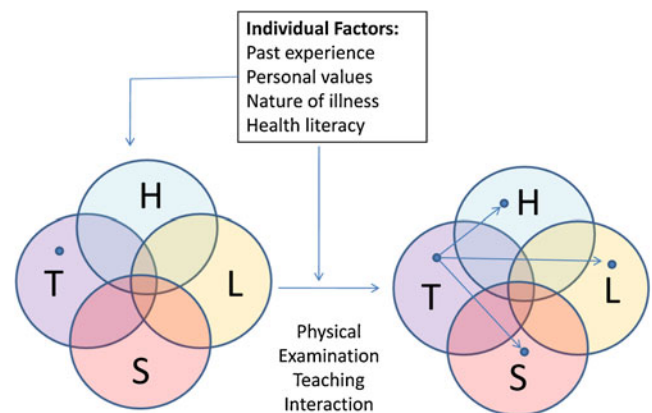 Individual Factors:
Past experience
Personal values
Nature of illness
Health literacy
H
T
L
S
Physical
Examination
Teaching
Interaction
H
T
L
S